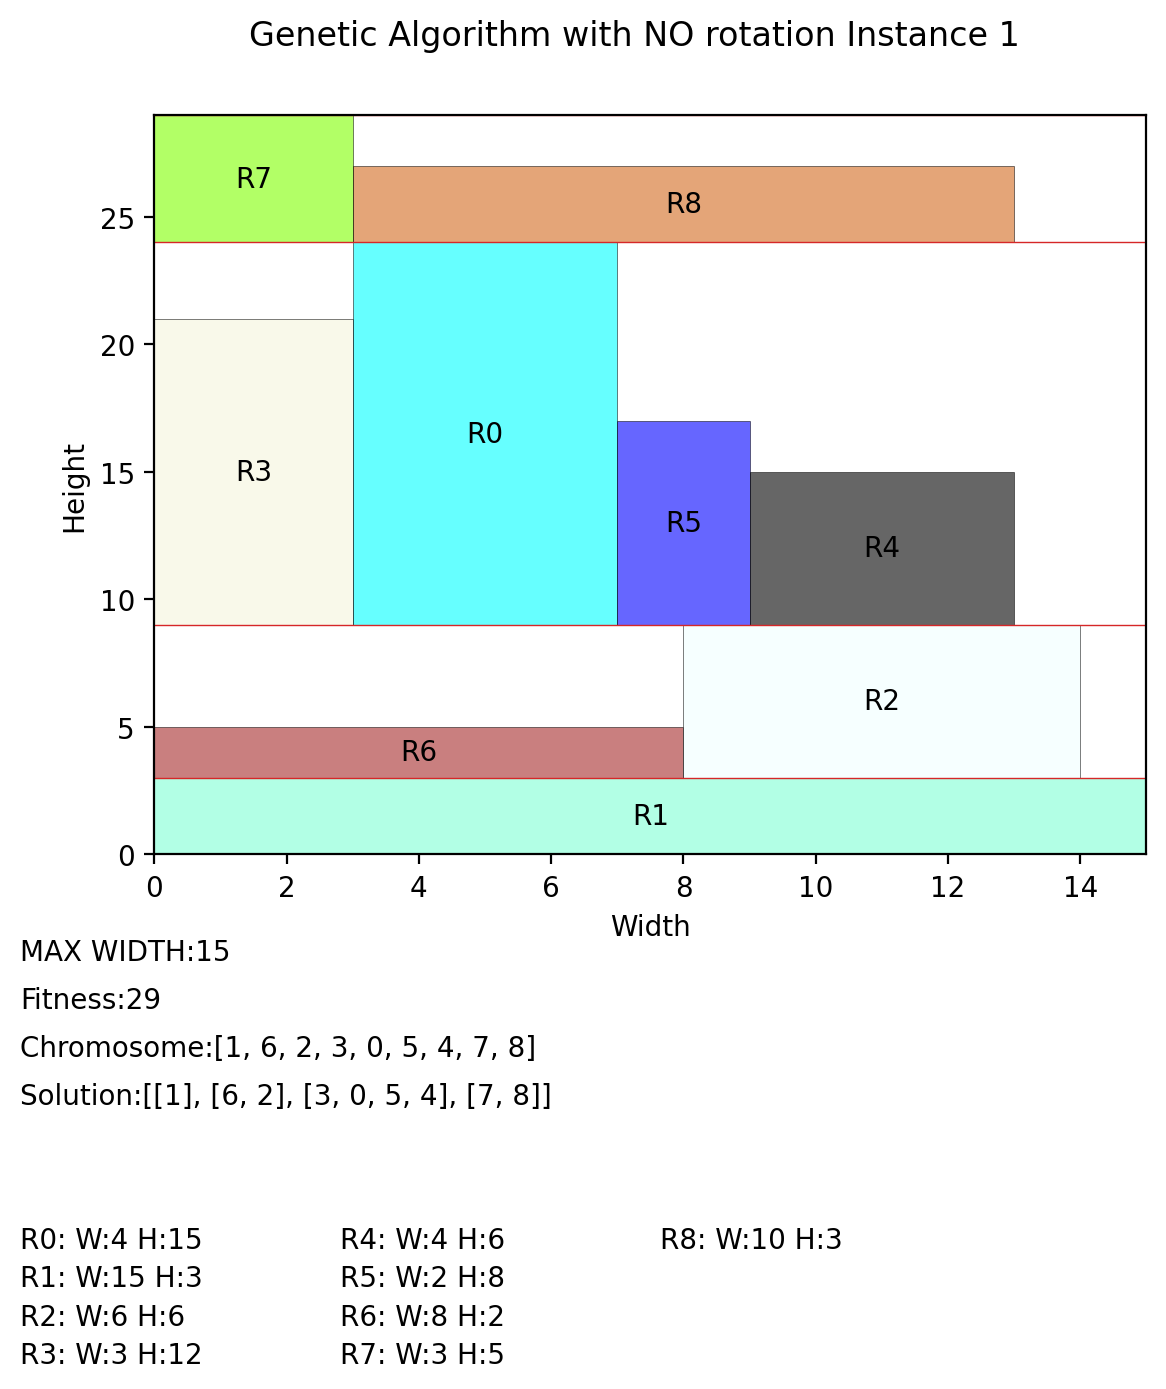 Genetic Algorithm with NO rotation Instance 1
R7
R8
25
20
R0
R3
15
Height
R5
R4
10
R2
5
R6
R1
0
0 2 4 6 8 10 12 14
Width
MAX WIDTH:15
Fitness:29
Chromosome:[1, 6, 2, 3, 0, 5, 4, 7, 8]
Solution:[[1], [6, 2], [3, 0, 5, 4], [7, 8]]
R0: W:4 H:15 R4: W:4 H:6 R8: W:10 H:3
R1: W:15 H:3 R5: W:2 H:8
R2: W:6 H:6 R6: W:8 H:2
R3: W:3 H:12 R7: W:3 H:5